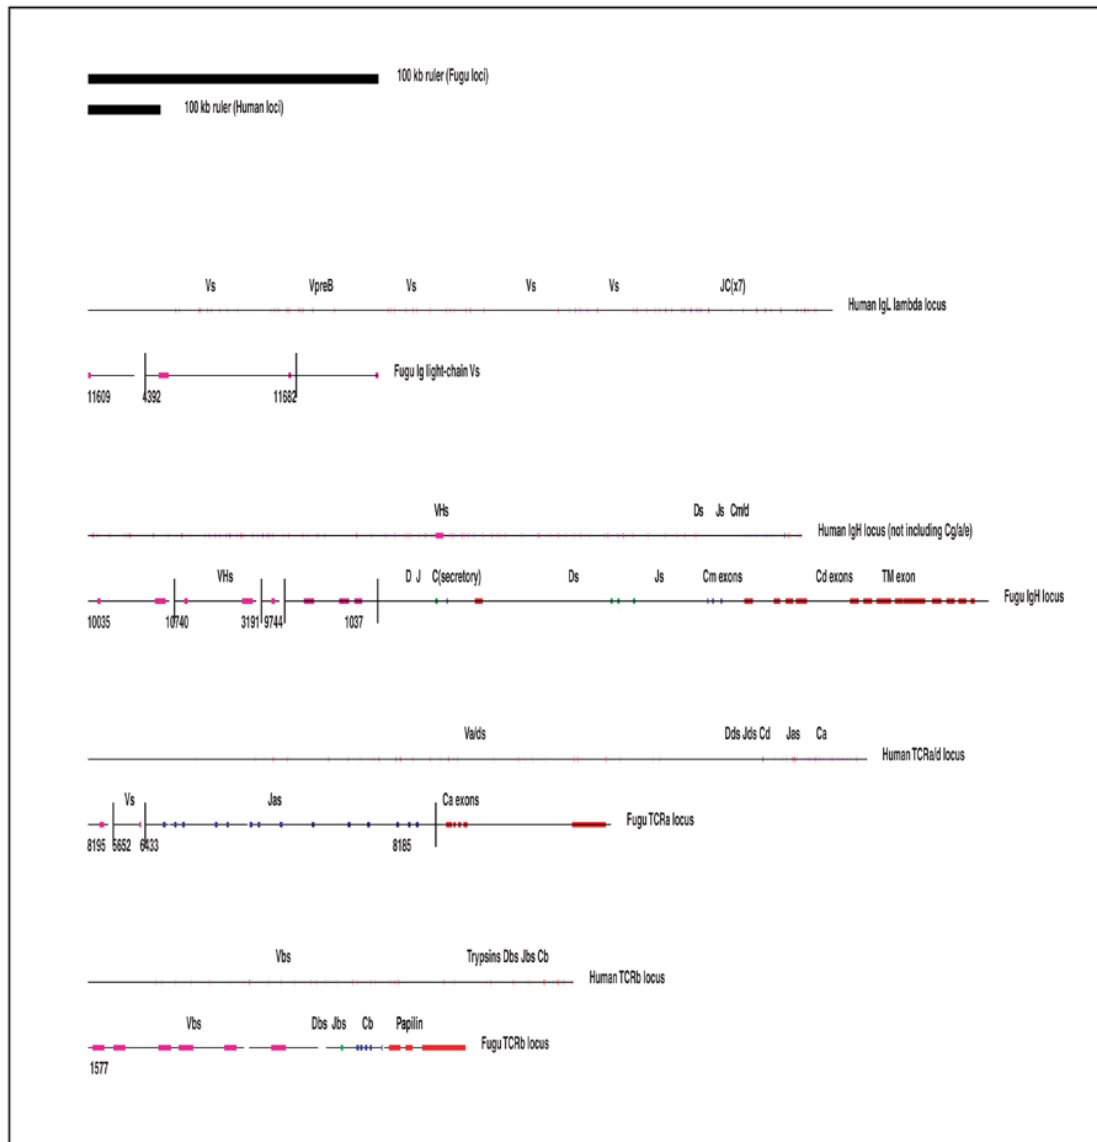 100 kb ruler (Fugu loci)
100 kb ruler (Human loci)
Vs VpreB Vs Vs Vs JC(x7)
Human IgL lambda locus
Fugu Ig light-chain Vs
11609 4392 11682
VHs Ds Js Cm/d
Human IgH locus (not including Cg/a/e)
VHs D J C(secretory) Ds Js Cm exons Cd exons TM exon
Fugu IgH locus
10035 10740 3191 9744 1037
Va/ds Dds Jds Cd Jas Ca
Human TCRa/d locus
Vs Jas Ca exons
Fugu TCRa locus
8195 5652 6433 8185
Vbs Trypsins Dbs Jbs Cb
Human TCRb locus
Vbs Dbs Jbs Cb Papilin
Fugu TCRb locus
1577